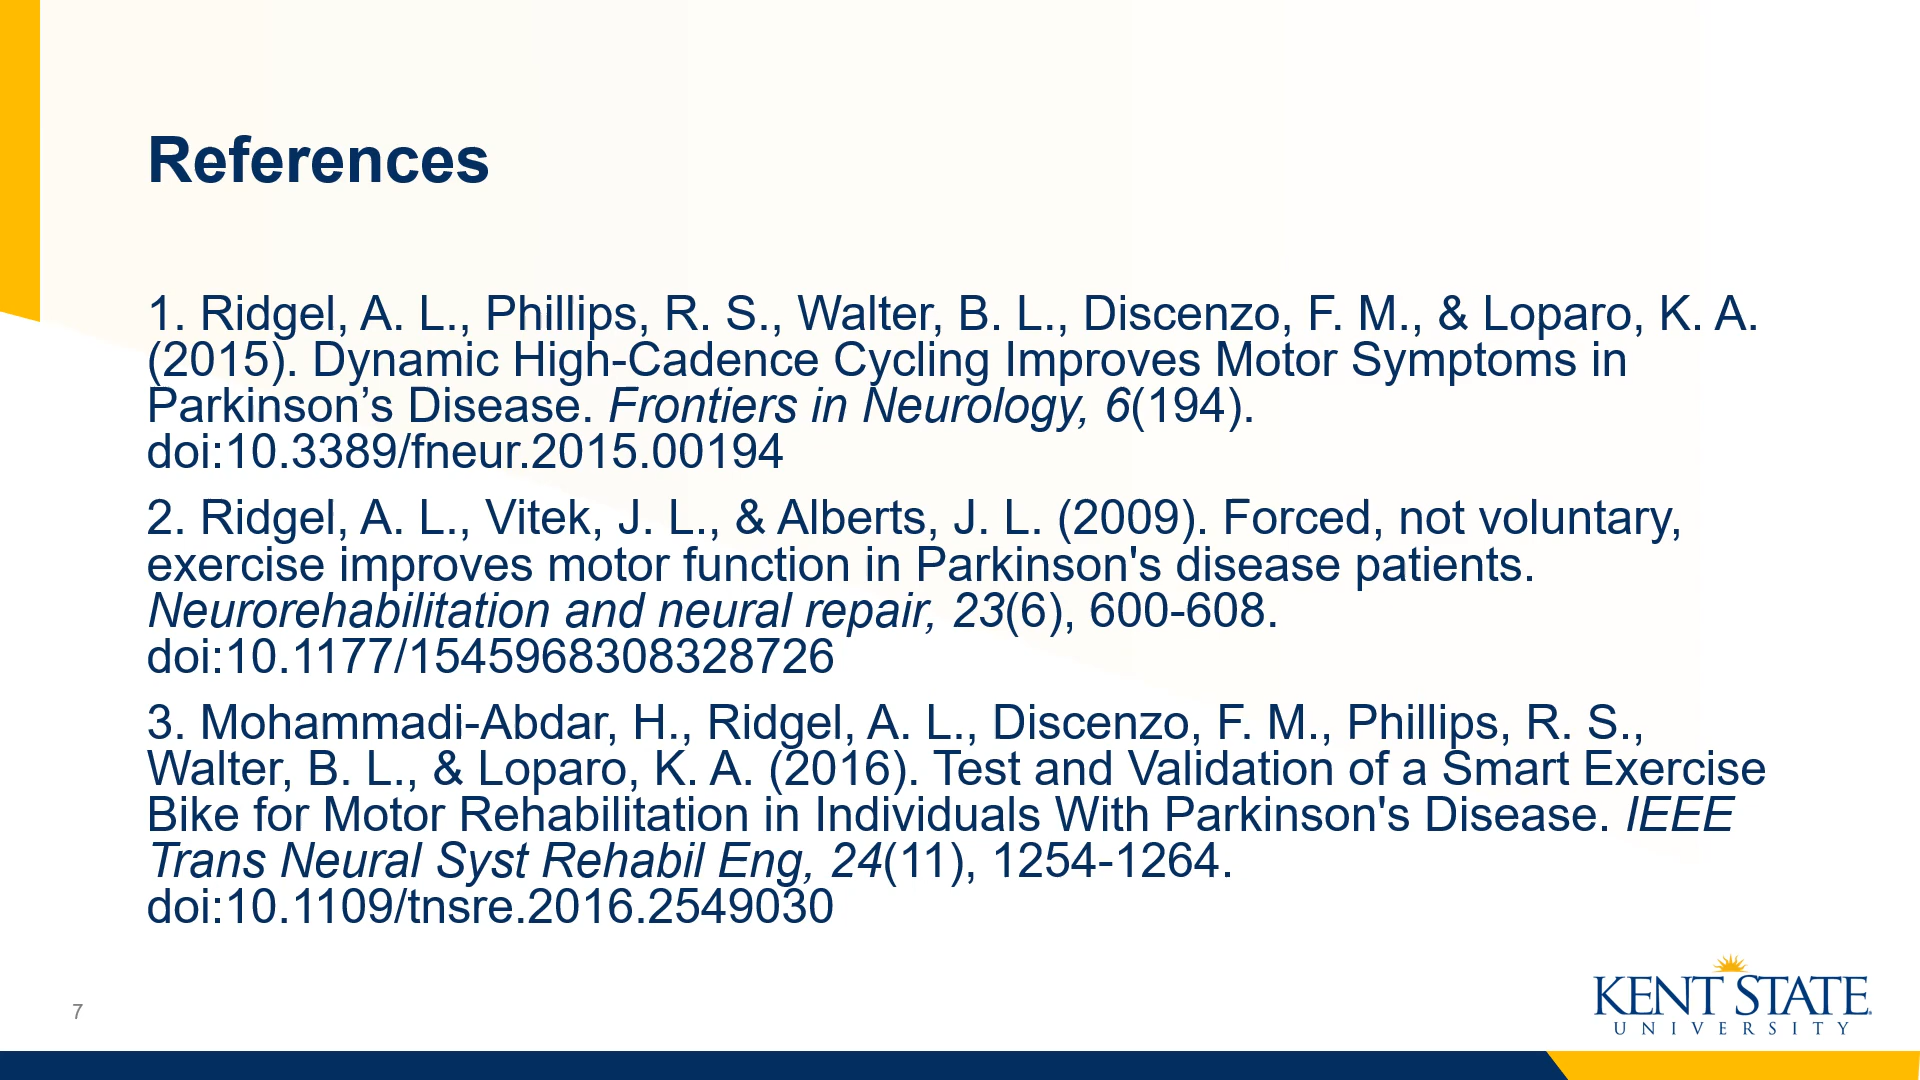 References
1. Ridgel, A. L., Phillips, R. S., Walter, B. L., Discenzo, F. M., & Loparo, K. A.
(2015). Dynamic High-Cadence Cycling Improves Motor Symptoms in
Parkinson’s Disease. Frontiers in Neurology, 6(194).
doi:10.3389/fneur.2015.00194
2. Ridgel, A. L., Vitek, J. L., & Alberts, J. L. (2009). Forced, not voluntary,
exercise improves motor function in Parkinson's disease patients.
Neurorehabilitation and neural repair, 23(6), 600-608.
doi:10.1177/1545968308328726
3. Mohammadi-Abdar, H., Ridgel, A. L., Discenzo, F. M., Phillips, R. S.,
Walter, B. L., & Loparo, K. A. (2016). Test and Validation of a Smart Exercise
Bike for Motor Rehabilitation in Individuals With Parkinson's Disease. IEEE
Trans Neural Syst Rehabil Eng, 24(11), 1254-1264.
doi:10.1109/tnsre.2016.2549030
7
KENT STATE
UNIVERSITY